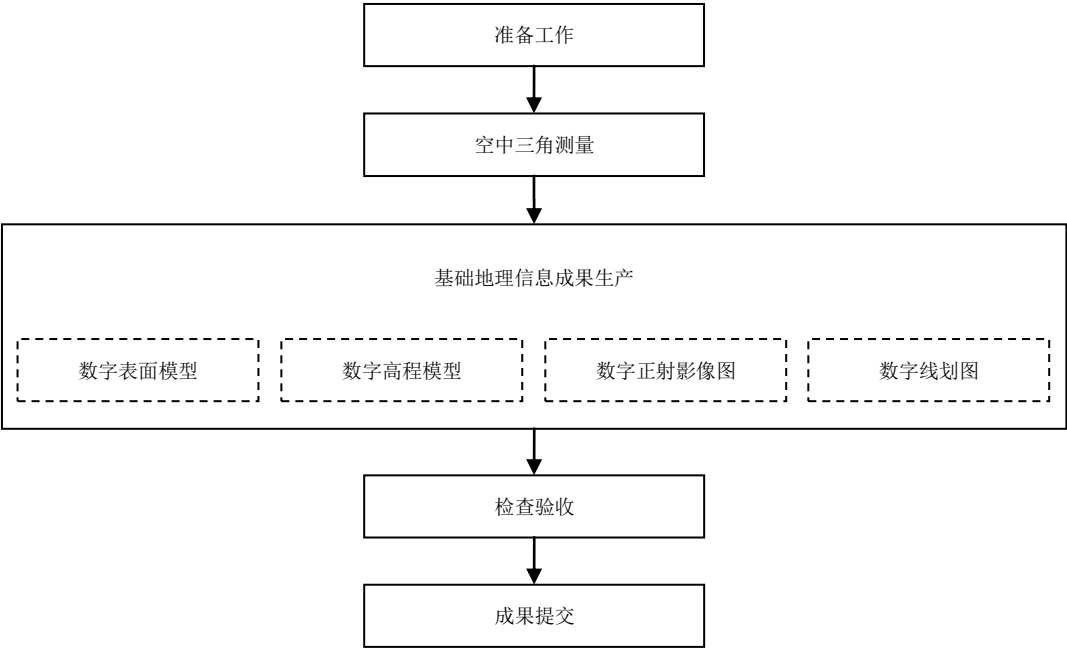 准备工作
空中三角测量
基础地理信息成果生产
数字表面模型
数字高程模型
数字正射影像图
数字线划图
检查验收
成果提交